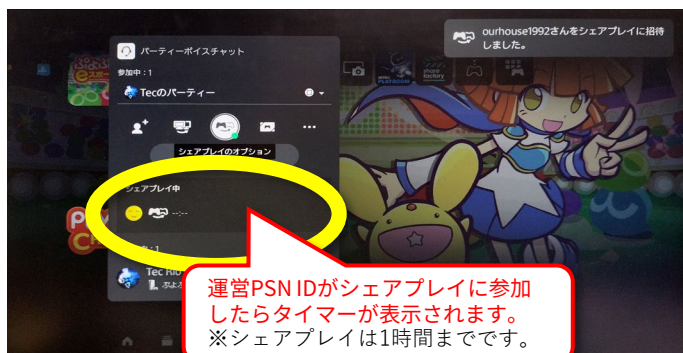 ourhouse1992さんをシェアプレイに招待
しました。
パーティーボイスチャット
参加中：1
Tecのパーティー
シェアプレイのオプション
シェアプレイ中
--:--
運営PSN IDがシェアプレイに参加
したらタイマーが表示されます。
※シェアプレイは1時間までです。